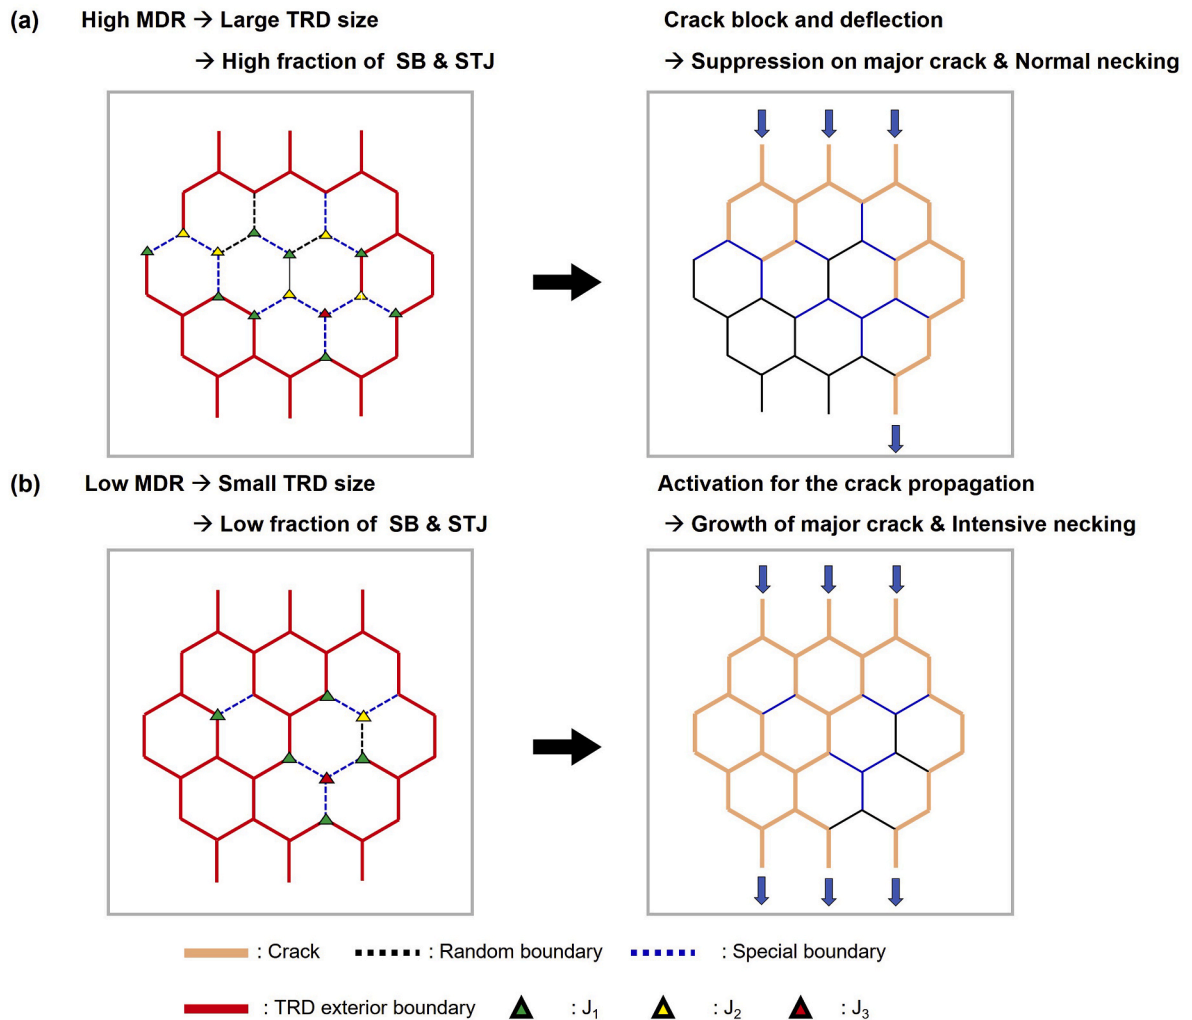 (a) High MDR → Large TRD size
→ High fraction of SB & STJ
Crack block and deflection
→ Suppression on major crack & Normal necking
(b) Low MDR → Small TRD size
→ Low fraction of SB & STJ
Activation for the crack propagation
→ Growth of major crack & Intensive necking
: Crack : Random boundary : Special boundary
: TRD exterior boundary : J₁ : J₂ : J₃